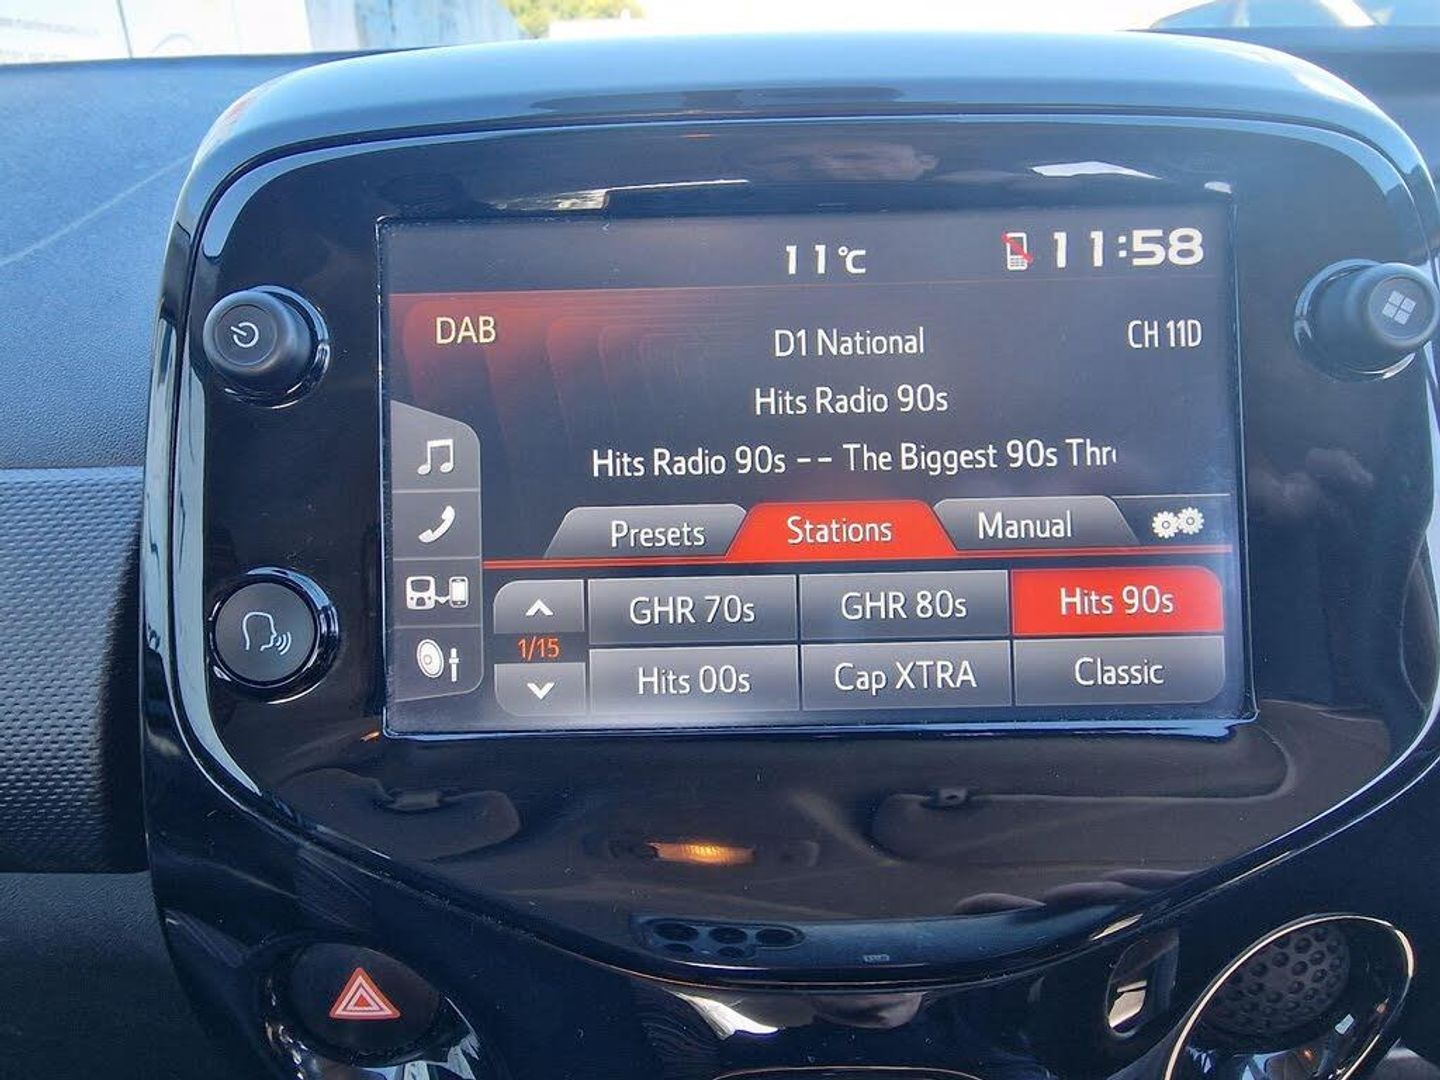 11°C 11:58
DAB D1 National CH 11D
Hits Radio 90s
Hits Radio 90s -- The Biggest 90s Thr
Presets Stations Manual
GHR 70s GHR 80s Hits 90s
1/15
Hits 00s Cap XTRA Classic